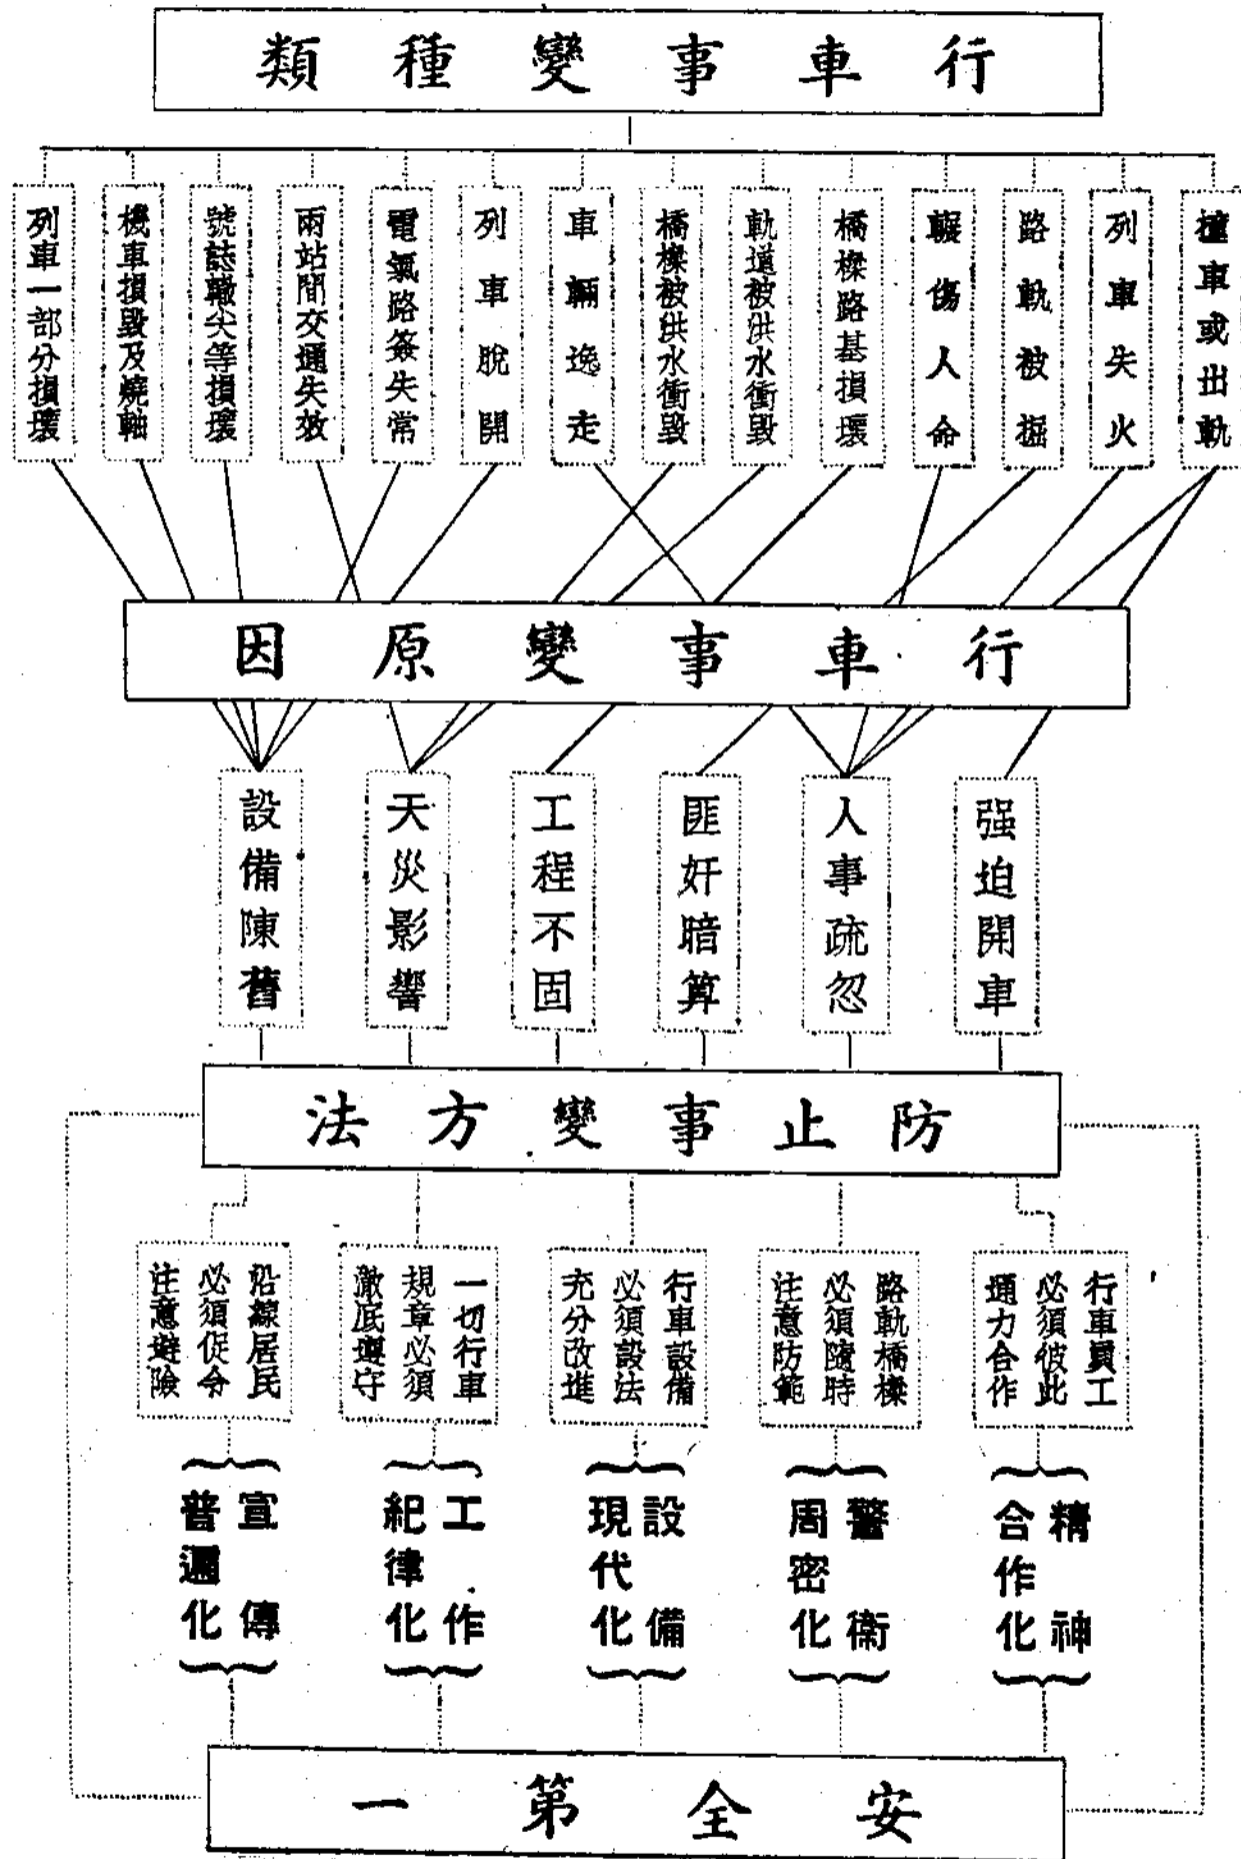 行車事變種類
撞車或出軌
列車失火
路軌被掘
輾傷人命
橋樑路基損壞
軌道被洪水衝毀
橋樑被洪水衝毀
車輛逸走
列車脫開
電氣路簽失常
兩站間交通失效
號誌轍尖等損壞
機車損毀及燒軸
列車一部分損壞
行車事變原因
强迫開車
人事疏忽
匪奸暗算
工程不固
天災影響
設備陳舊
防止事變方法
行車員工
必須彼此
通力合作
路軌橋樑
必須隨時
注意防範
行車設備
必須設法
充分改進
一切行車
規章必須
澈底遵守
沿線居民
必須促令
注意避險
精神
合作化
警衛
周密化
設備
現代化
工作
紀律化
宣傳
普遍化
安全第一